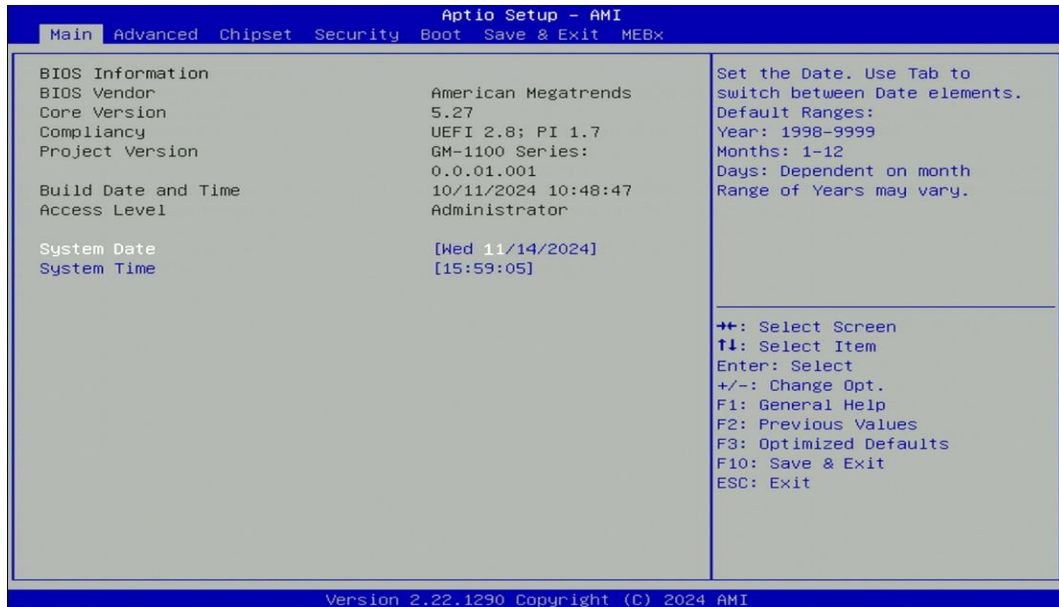 Aptio Setup – AMI
Main Advanced Chipset Security Boot Save & Exit MEBx
BIOS Information
BIOS Vendor American Megatrends
Core Version 5.27
Compliancy UEFI 2.8; PI 1.7
Project Version GM-1100 Series:
0.0.01.001
Build Date and Time 10/11/2024 10:48:47
Access Level Administrator
System Date [Wed 11/14/2024]
System Time [15:59:05]
Set the Date. Use Tab to
switch between Date elements.
Default Ranges:
Year: 1998-9999
Months: 1-12
Days: Dependent on month
Range of Years may vary.
→←: Select Screen
↑↓: Select Item
Enter: Select
+/-: Change Opt.
F1: General Help
F2: Previous Values
F3: Optimized Defaults
F10: Save & Exit
ESC: Exit
Version 2.22.1290 Copyright (C) 2024 AMI